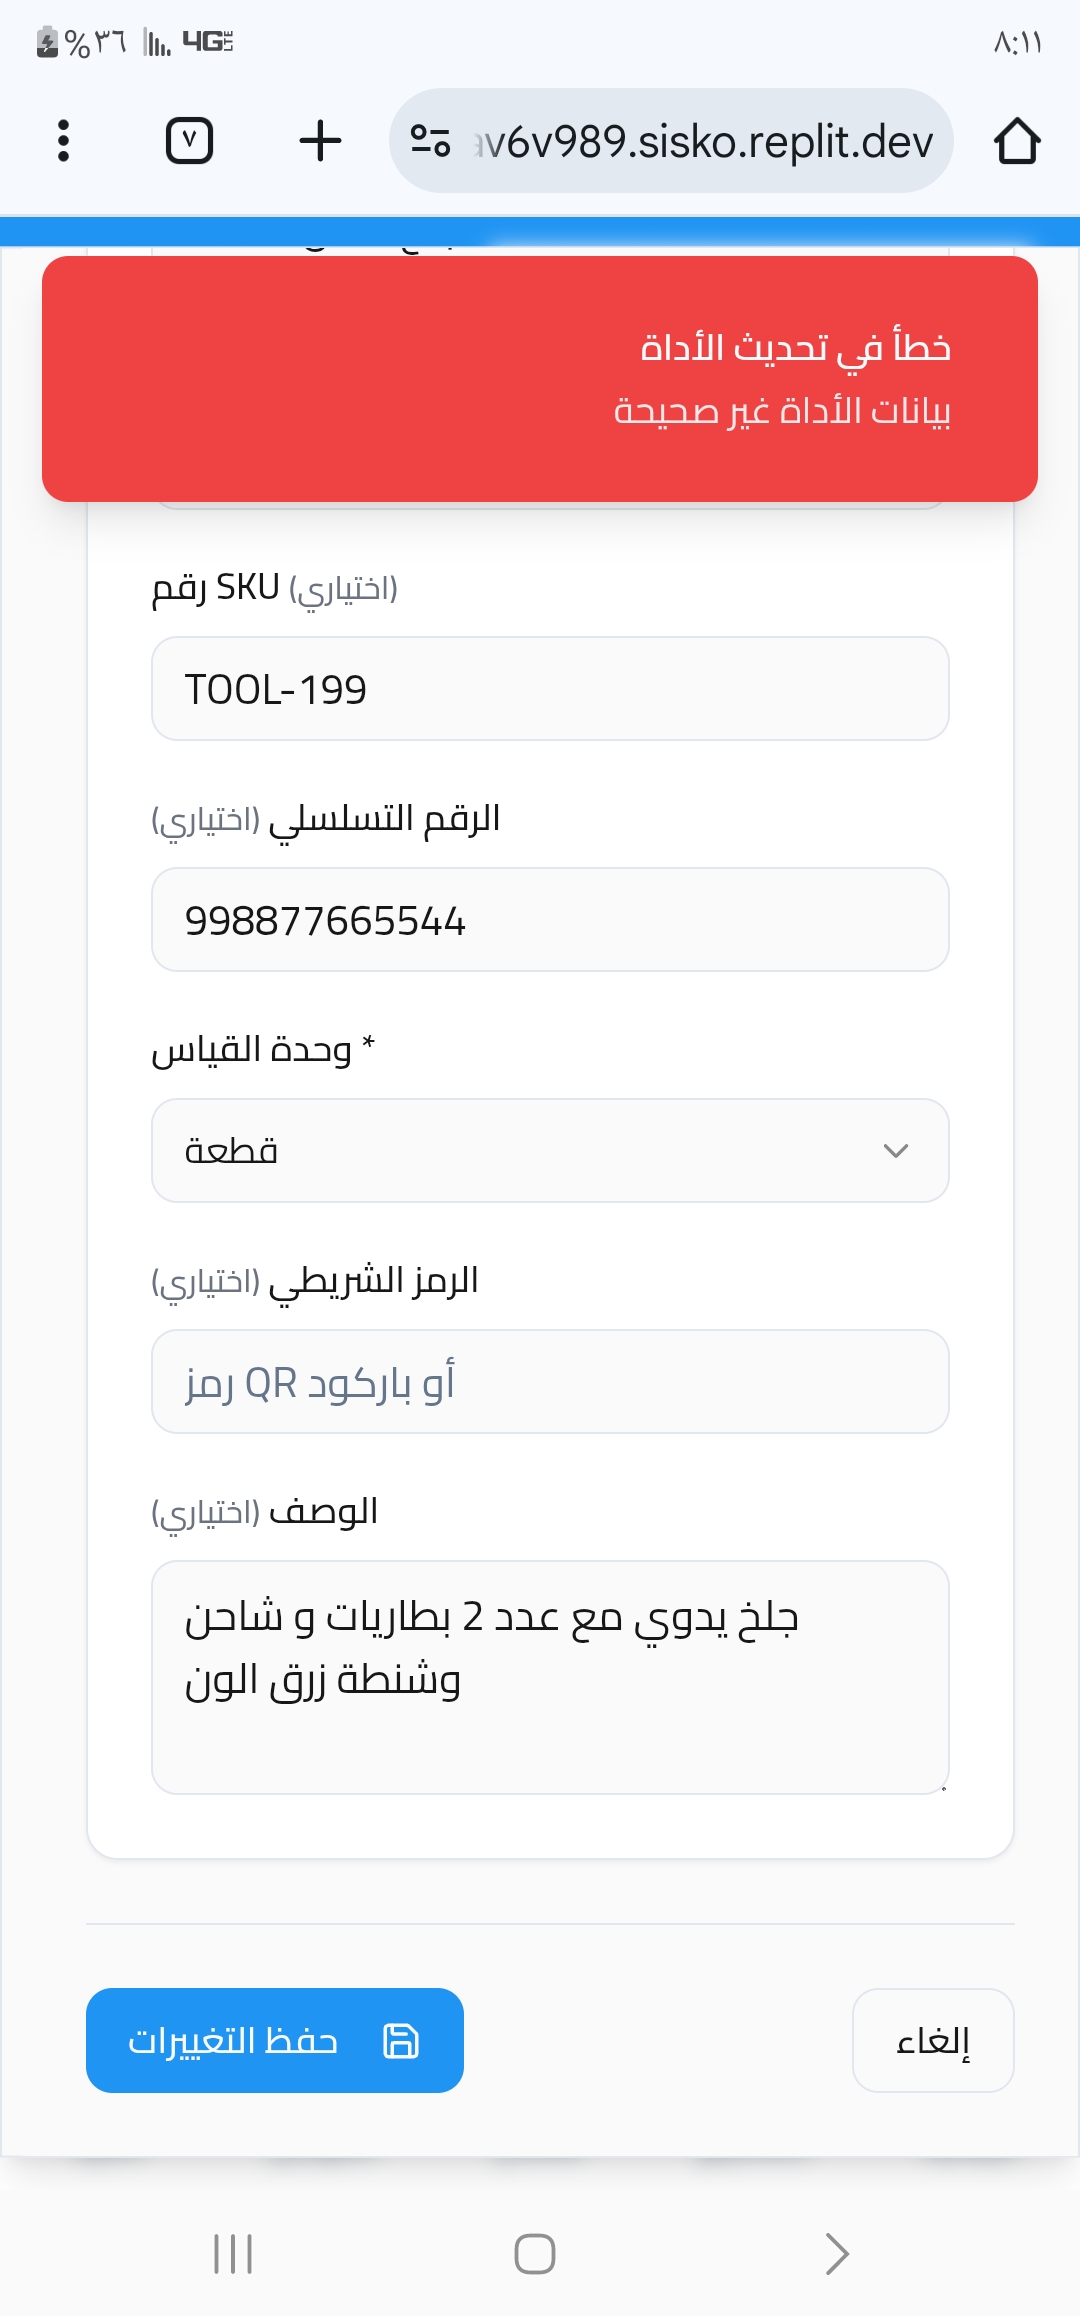 %٣٦ 4G LTE ٨:١١
٧ v6v989.sisko.replit.dev
خطأ في تحديث الأداة
بيانات الأداة غير صحيحة
رقم SKU (اختياري)
TOOL-199
الرقم التسلسلي (اختياري)
998877665544
وحدة القياس *
قطعة
الرمز الشريطي (اختياري)
رمز QR أو باركود
الوصف (اختياري)
جلخ يدوي مع عدد 2 بطاريات و شاحن
وشنطة زرق الون
إلغاء
حفظ التغييرات